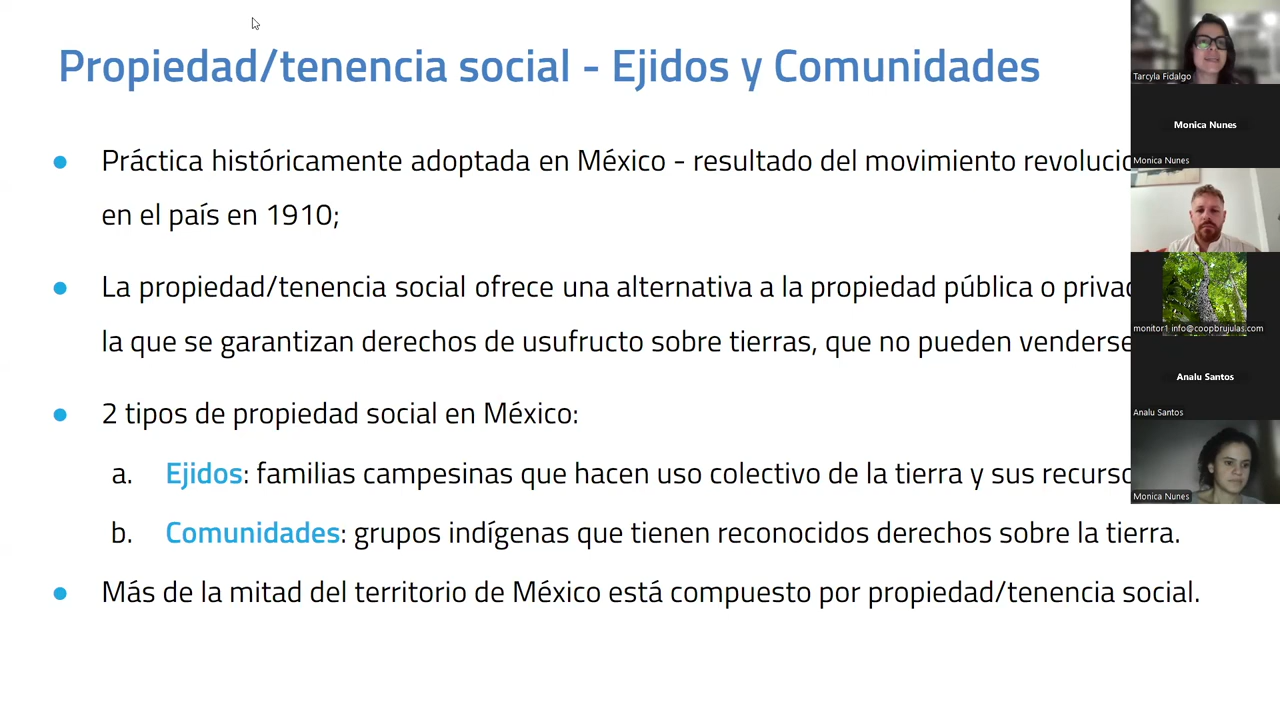 Propiedad/tenencia social - Ejidos y Comunidades
● Práctica históricamente adoptada en México - resultado del movimiento
en el país en 1910;
● La propiedad/tenencia social ofrece una alternativa a la propiedad pública o
la que se garantizan derechos de usufructo sobre tierras, que no pueden venderse
● 2 tipos de propiedad social en México:
a. Ejidos: familias campesinas que hacen uso colectivo de la tierra y sus
b. Comunidades: grupos indígenas que tienen reconocidos derechos sobre la tierra.
● Más de la mitad del territorio de México está compuesto por propiedad/tenencia social.
Tarcyla Fidalgo
Monica Nunes
Monica Nunes
monitor1 info@coopbrujulas.com
Analu Santos
Analu Santos
Monica Nunes